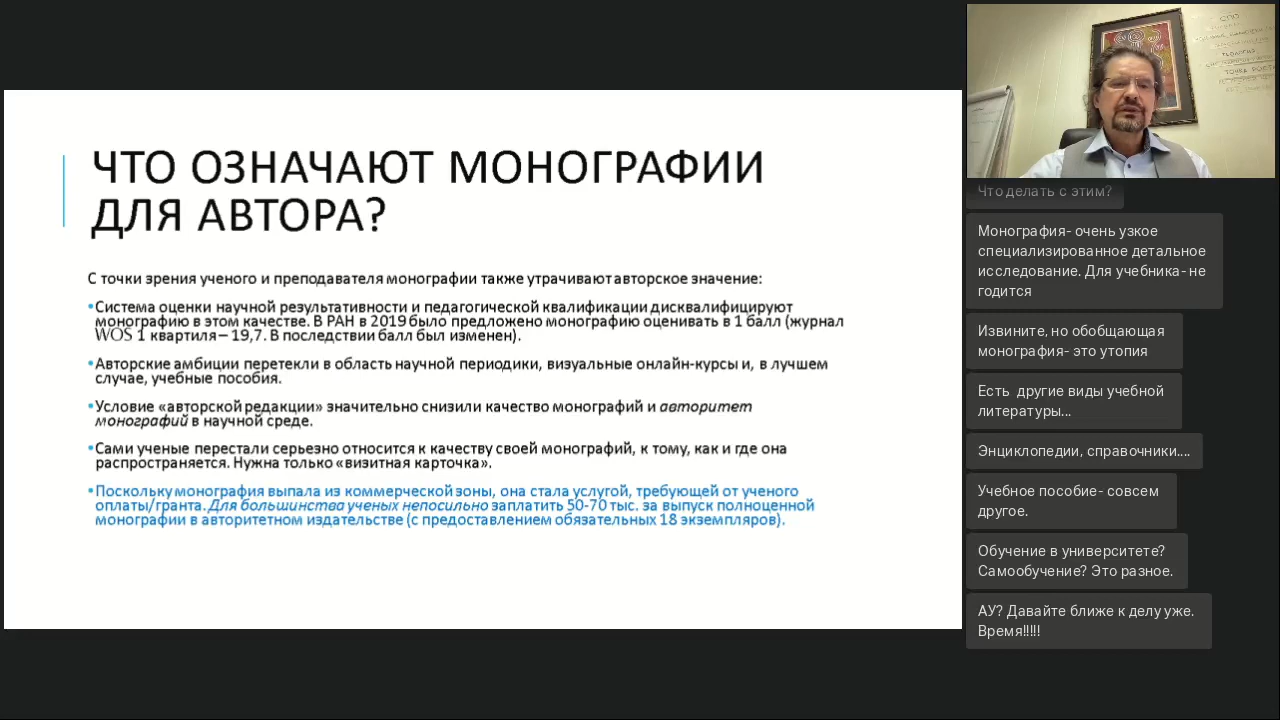 ЧТО ОЗНАЧАЮТ МОНОГРАФИИ
ДЛЯ АВТОРА?
С точки зрения ученого и преподавателя монографии также утрачивают авторское значение:
•Система оценки научной результативности и педагогической квалификации дисквалифицируют
монографию в этом качестве. В РАН в 2019 было предложено монографию оценивать в 1 балл (журнал
WOS 1 квартиля – 19,7. В последствии балл был изменен).
•Авторские амбиции перетекли в область научной периодики, визуальные онлайн-курсы и, в лучшем
случае, учебные пособия.
•Условие «авторской редакции» значительно снизили качество монографий и авторитет
монографий в научной среде.
•Сами ученые перестали серьезно относится к качеству своей монографий, к тому, как и где она
распространяется. Нужна только «визитная карточка».
•Поскольку монография выпала из коммерческой зоны, она стала услугой, требующей от ученого
оплаты/гранта. Для большинства ученых непосильно заплатить 50-70 тыс. за выпуск полноценной
монографии в авторитетном издательстве (с предоставлением обязательных 18 экземпляров).
СПО
ТЕОЛОГИЯ
ТОЧКА РОСТА
Что делать с этим?
Монография- очень узкое
специализированное детальное
исследование. Для учебника- не
годится
Извините, но обобщающая
монография- это утопия
Есть другие виды учебной
литературы...
Энциклопедии, справочники....
Учебное пособие- совсем
другое.
Обучение в университете?
Самообучение? Это разное.
АУ? Давайте ближе к делу уже.
Время!!!!!